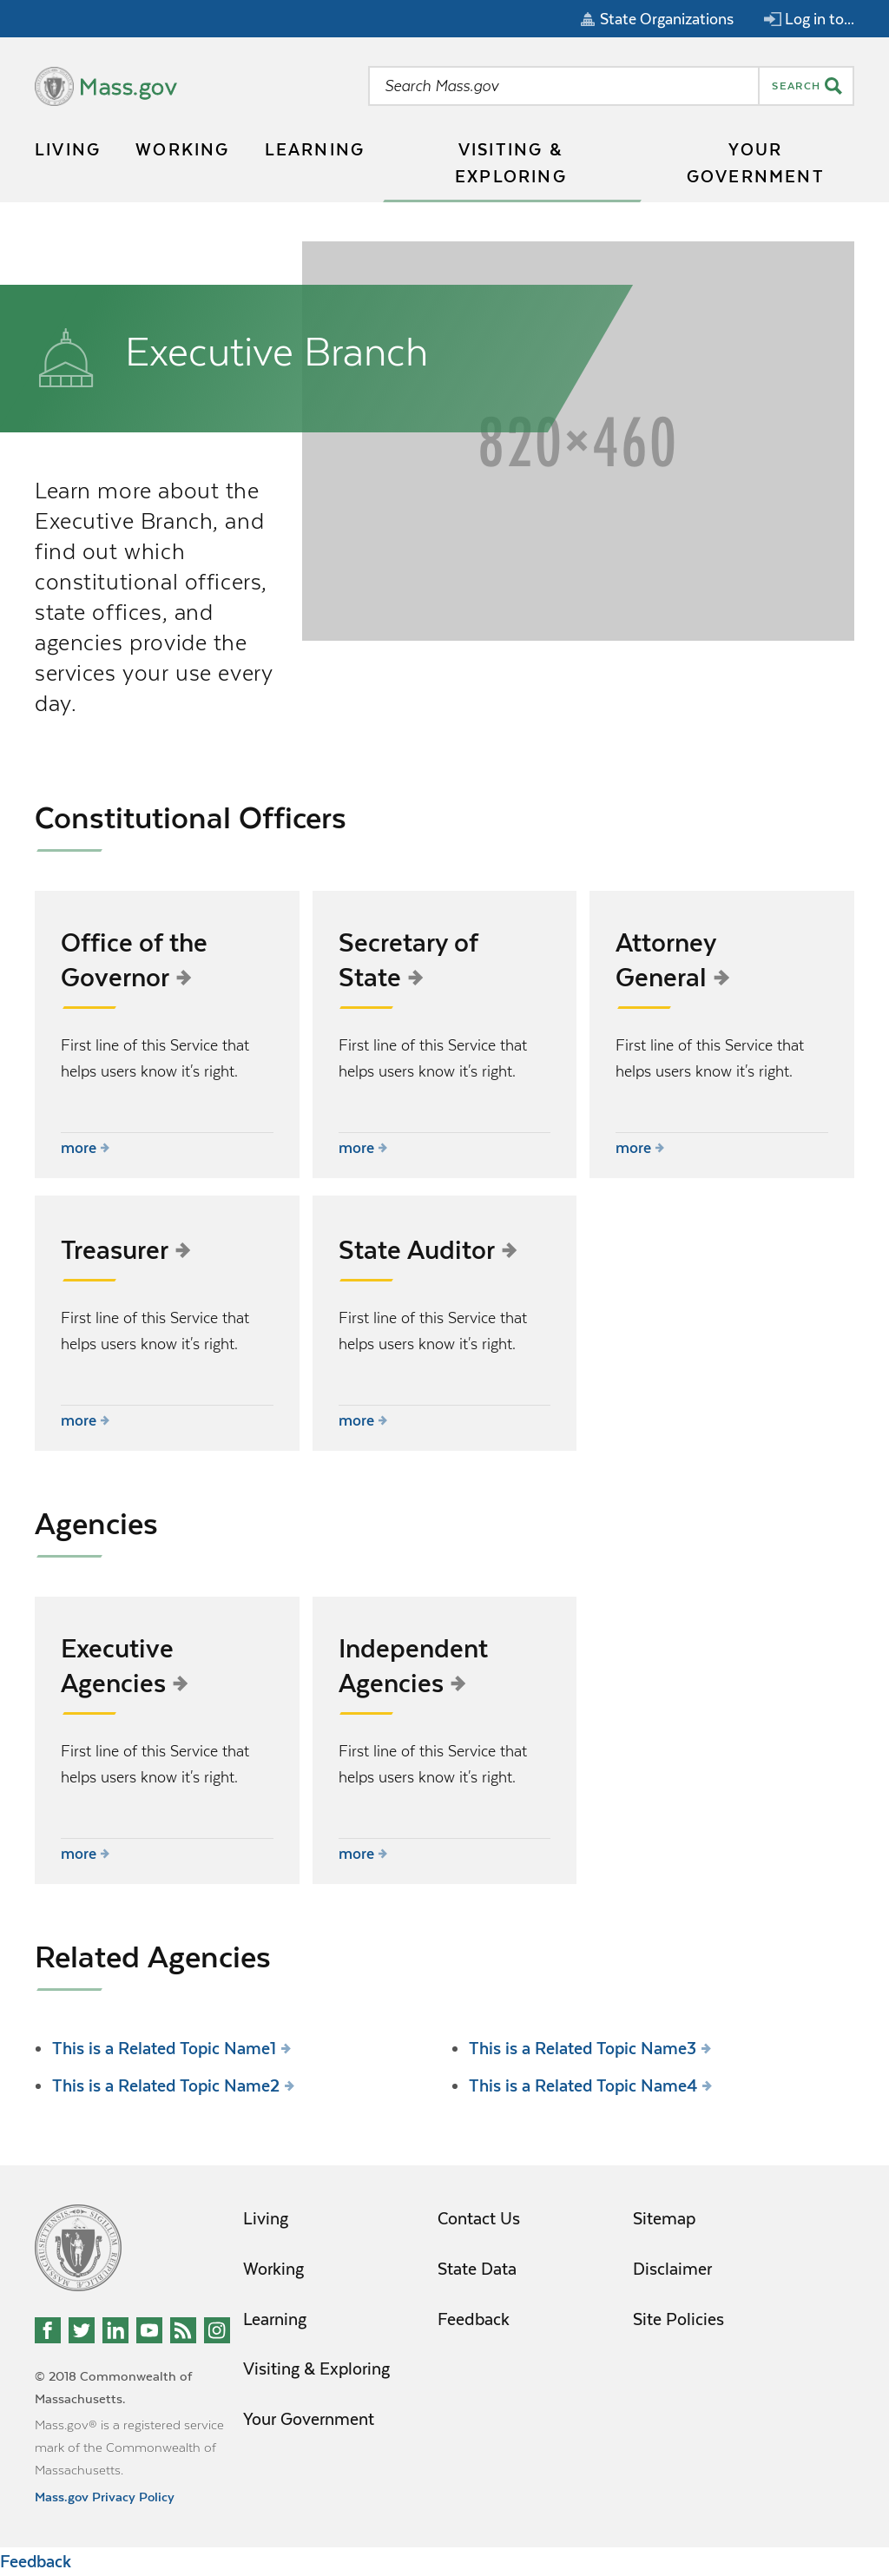 State Organizations
Log in to...
Mass.gov
Search Mass.gov
SEARCH
LIVING
WORKING
LEARNING
VISITING &
EXPLORING
YOUR
GOVERNMENT
Executive Branch
820×460
Learn more about the
Executive Branch, and
find out which
constitutional officers,
state offices, and
agencies provide the
services your use every
day.
Constitutional Officers
Office of the
Governor
First line of this Service that
helps users know it's right.
more
Secretary of
State
First line of this Service that
helps users know it's right.
more
Attorney
General
First line of this Service that
helps users know it's right.
more
Treasurer
First line of this Service that
helps users know it's right.
more
State Auditor
First line of this Service that
helps users know it's right.
more
Agencies
Executive
Agencies
First line of this Service that
helps users know it's right.
more
Independent
Agencies
First line of this Service that
helps users know it's right.
more
Related Agencies
This is a Related Topic Name1
This is a Related Topic Name2
This is a Related Topic Name3
This is a Related Topic Name4
Living
Working
Learning
Visiting & Exploring
Your Government
Contact Us
State Data
Feedback
Sitemap
Disclaimer
Site Policies
© 2018 Commonwealth of
Massachusetts.
Mass.gov® is a registered service
mark of the Commonwealth of
Massachusetts.
Mass.gov Privacy Policy
Feedback